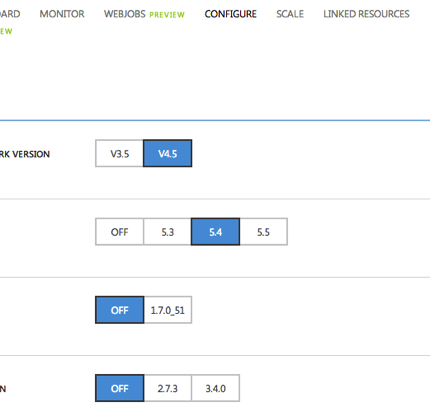 ARD MONITOR WEBJOBS PREVIEW CONFIGURE SCALE LINKED RESOURCES
EW
RK VERSION V3.5 V4.5
OFF 5.3 5.4 5.5
OFF 1.7.0_51
N OFF 2.7.3 3.4.0